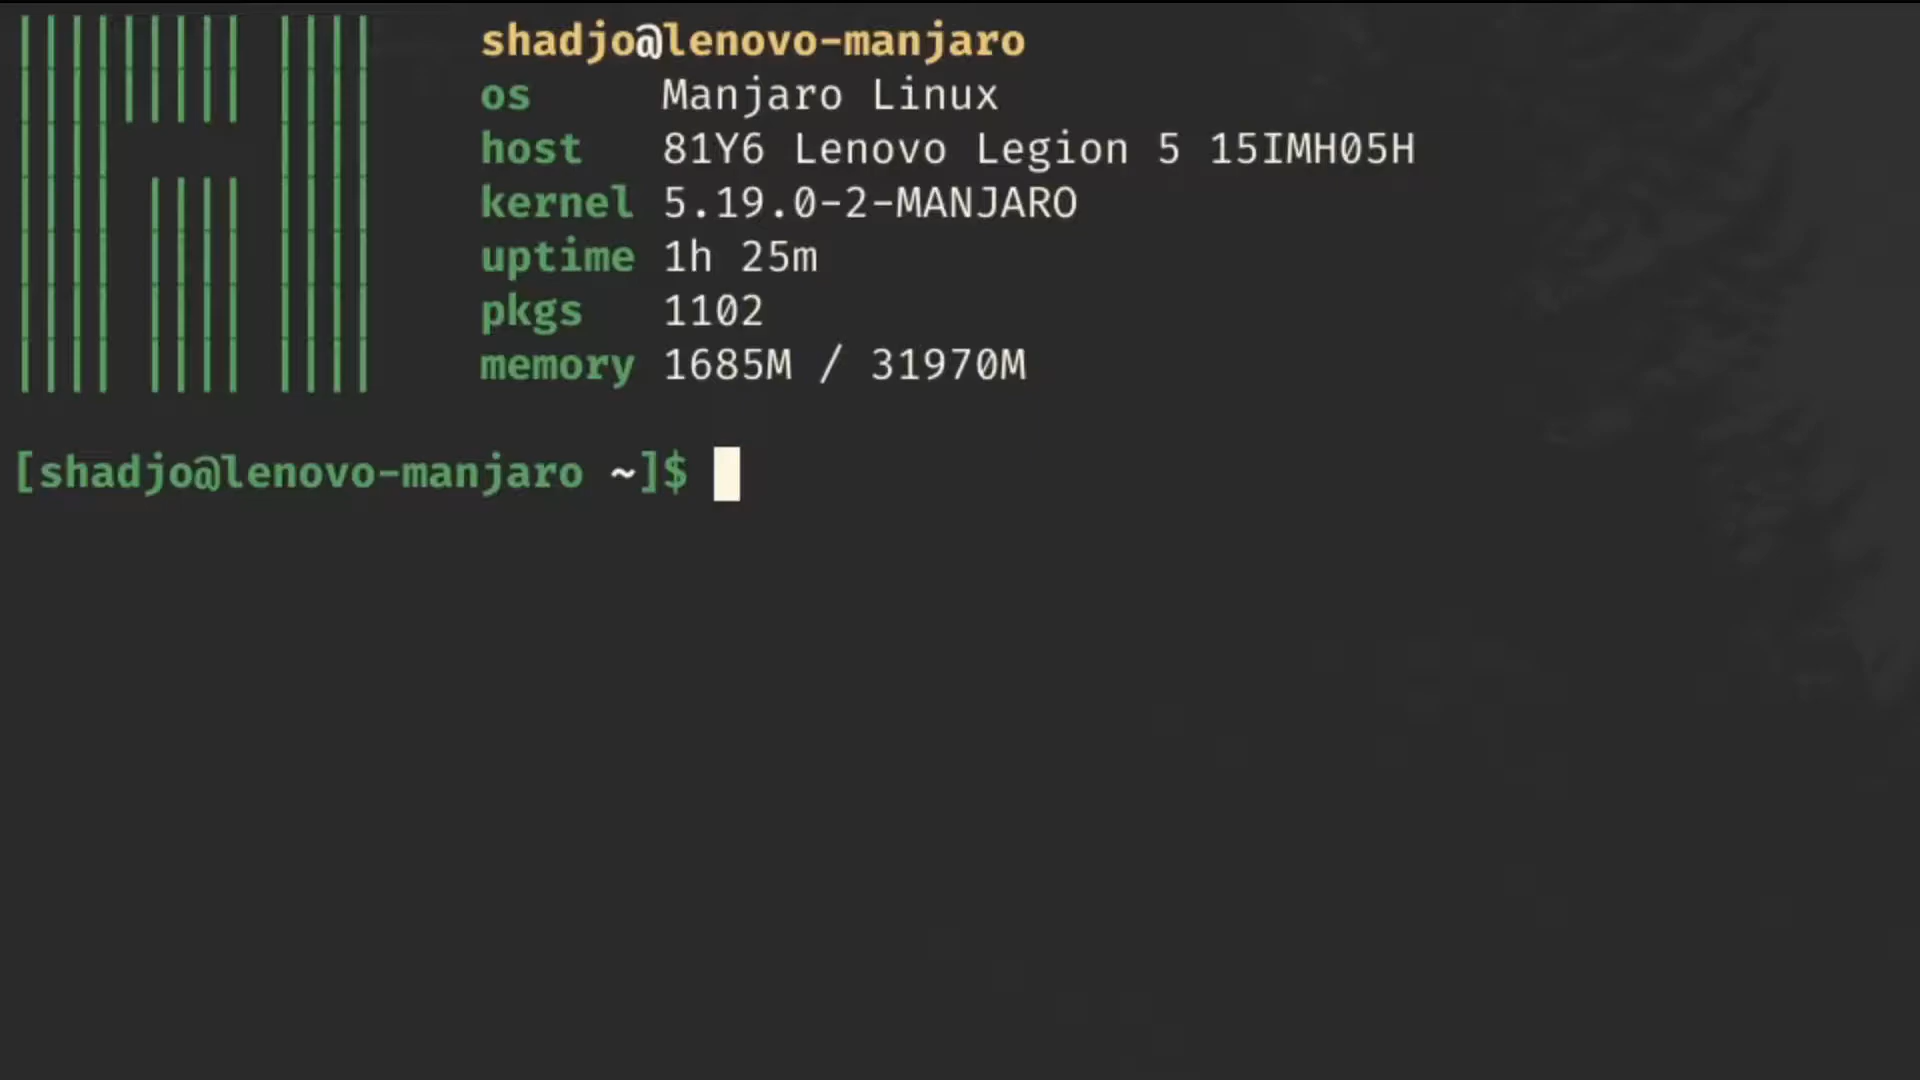 shadjo@lenovo-manjaro
os Manjaro Linux
host 81Y6 Lenovo Legion 5 15IMH05H
kernel 5.19.0-2-MANJARO
uptime 1h 25m
pkgs 1102
memory 1685M / 31970M
[shadjo@lenovo-manjaro ~]$